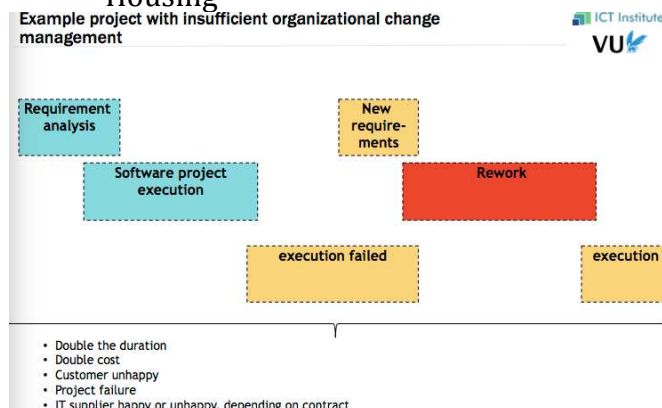 Housing
Example project with insufficient organizational change
management
ICT Institute
VU
Requirement
analysis
New
require-
ments
Software project
execution
Rework
execution failed
execution
• Double the duration
• Double cost
• Customer unhappy
• Project failure
• IT supplier happy or unhappy, depending on contract